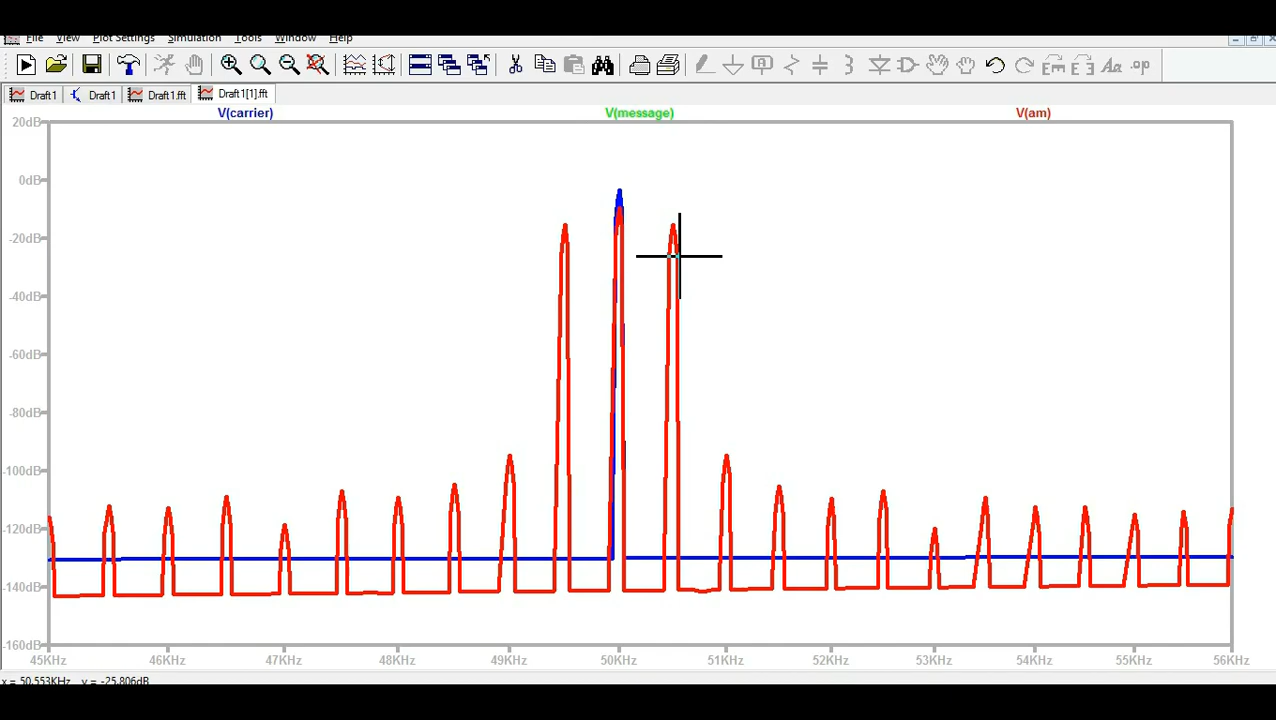 File View Plot Settings Simulation Tools Window Help
Aa .op
Draft1 Draft1 Draft1.fft Draft1[1].fft
V(carrier) V(message) V(am)
20dB
0dB
-20dB
-40dB
-60dB
-80dB
-100dB
-120dB
-140dB
-160dB
45KHz 46KHz 47KHz 48KHz 49KHz 50KHz 51KHz 52KHz 53KHz 54KHz 55KHz 56KHz
x = 50.553KHz y = -25.806dB